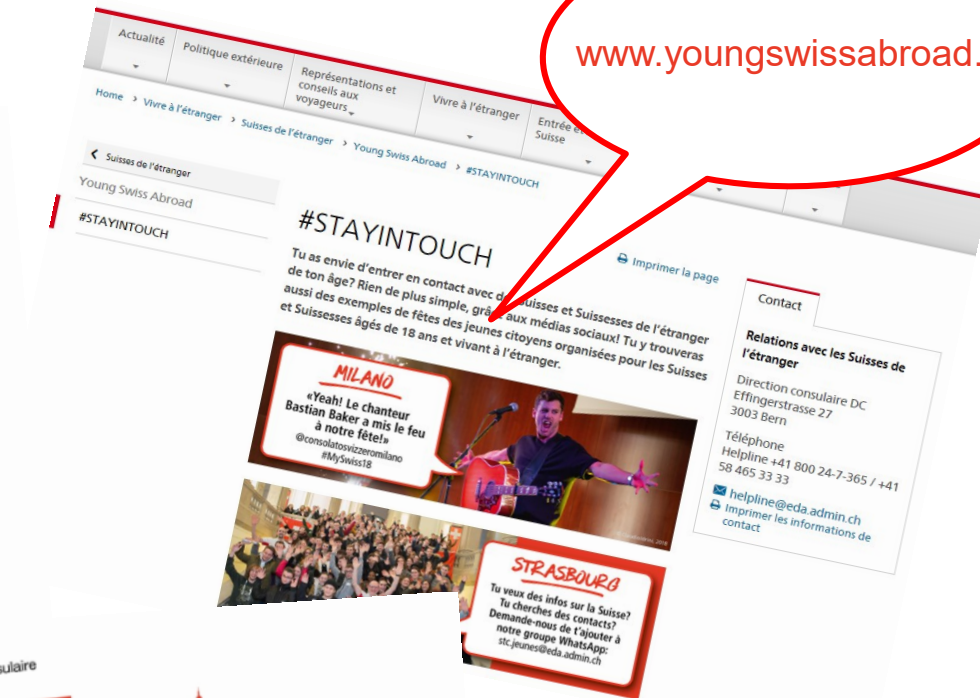 www.youngswissabroad.
Actualité
Politique extérieure
Représentations et
conseils aux
voyageurs
Vivre à l'étranger
Entrée et
Suisse
Home > Vivre à l'étranger > Suisses de l'étranger > Young Swiss Abroad > #STAYINTOUCH
Suisses de l'étranger
Young Swiss Abroad
#STAYINTOUCH
#STAYINTOUCH
Imprimer la page
Tu as envie d'entrer en contact avec de Suisses et Suissesses de l'étranger
de ton âge? Rien de plus simple, grâ aux médias sociaux! Tu y trouveras
aussi des exemples de fêtes des jeunes citoyens organisées pour les Suisses
et Suissesses âgés de 18 ans et vivant à l'étranger.
MILANO
«Yeah! Le chanteur
Bastian Baker a mis le feu
à notre fête!»
@consolatosvizzeromilano
#MySwiss18
STRASBOURG
Tu veux des infos sur la Suisse?
Tu cherches des contacts?
Demande-nous de t'ajouter à
notre groupe WhatsApp:
stc.jeunes@eda.admin.ch
Contact
Relations avec les Suisses de
l'étranger
Direction consulaire DC
Effingerstrasse 27
3003 Bern
Téléphone
Helpline +41 800 24-7-365 / +41
58 465 33 33
helpline@eda.admin.ch
Imprimer les informations de
contact
sulaire